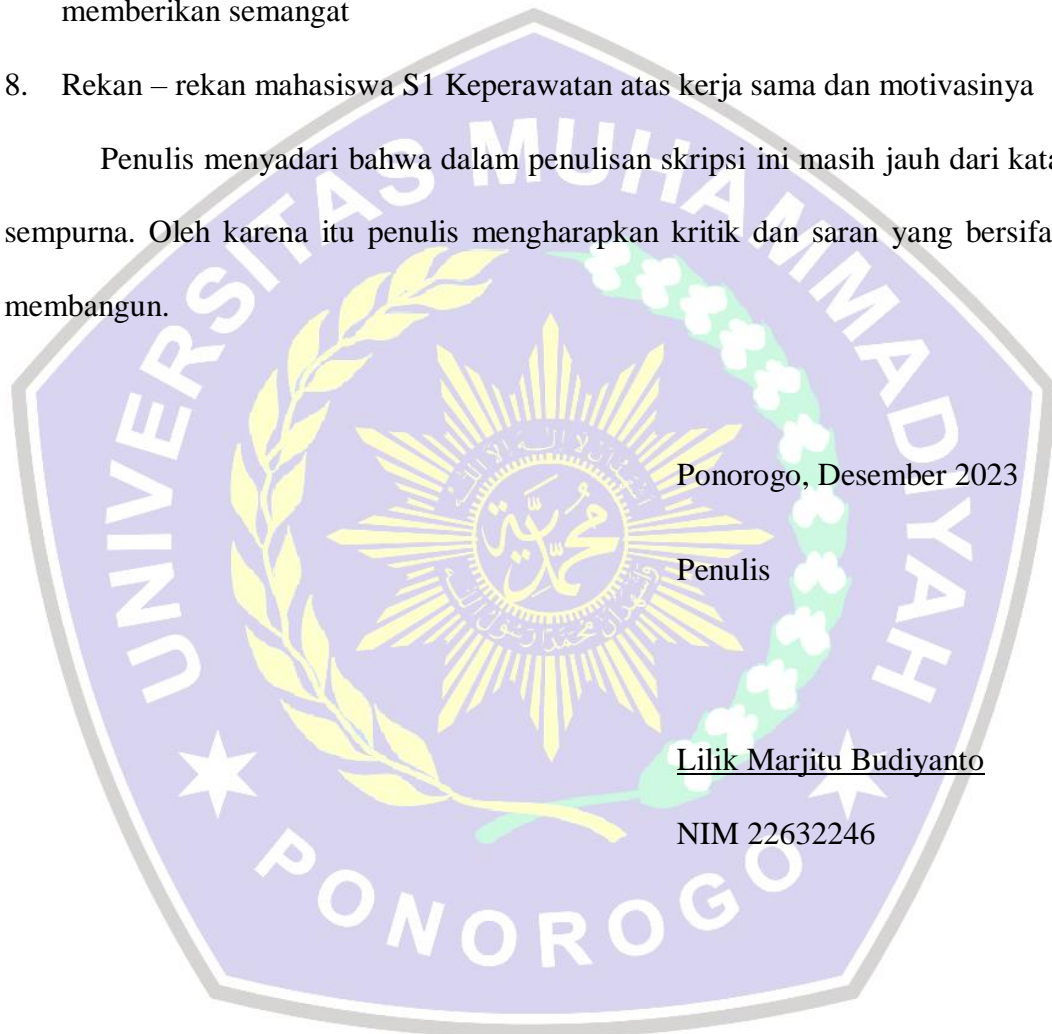 memberikan semangat
8. Rekan – rekan mahasiswa S1 Keperawatan atas kerja sama dan motivasinya
Penulis menyadari bahwa dalam penulisan skripsi ini masih jauh dari kata
sempurna. Oleh karena itu penulis mengharapkan kritik dan saran yang bersifa
membangun.
Ponorogo, Desember 2023
Penulis
Lilik Marjitu Budiyanto
NIM 22632246
UNIVERSITAS MUHAMMADIYAH
PONOROGO
محمدية